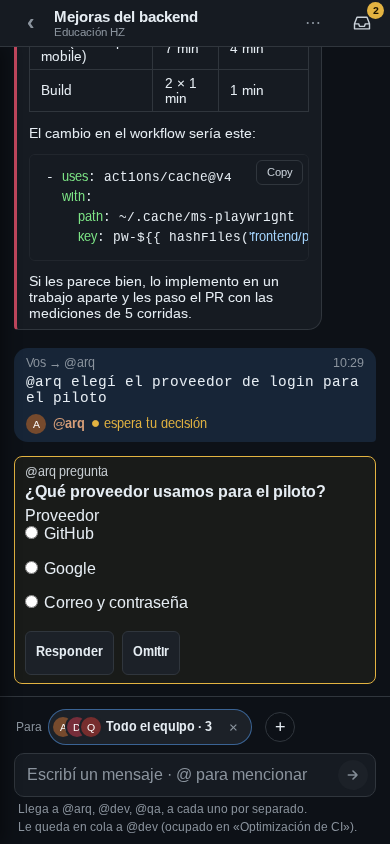 Mejoras del backend
Educación HZ
2
mobile)
7 min
4 min
Build
2 × 1 min
1 min
El cambio en el workflow sería este:
Copy
- uses: actions/cache@v4
with:
path: ~/.cache/ms-playwright
key: pw-${{ hashFiles('frontend/p
Si les parece bien, lo implemento en un
trabajo aparte y les paso el PR con las
mediciones de 5 corridas.
Vos → @arq
10:29
@arq elegí el proveedor de login para
el piloto
A @arq ● espera tu decisión
@arq pregunta
¿Qué proveedor usamos para el piloto?
Proveedor
GitHub
Google
Correo y contraseña
Responder
Omitir
Para
A D Q Todo el equipo · 3 ×
+
Escribí un mensaje · @ para mencionar
Llega a @arq, @dev, @qa, a cada uno por separado.
Le queda en cola a @dev (ocupado en «Optimización de CI»).